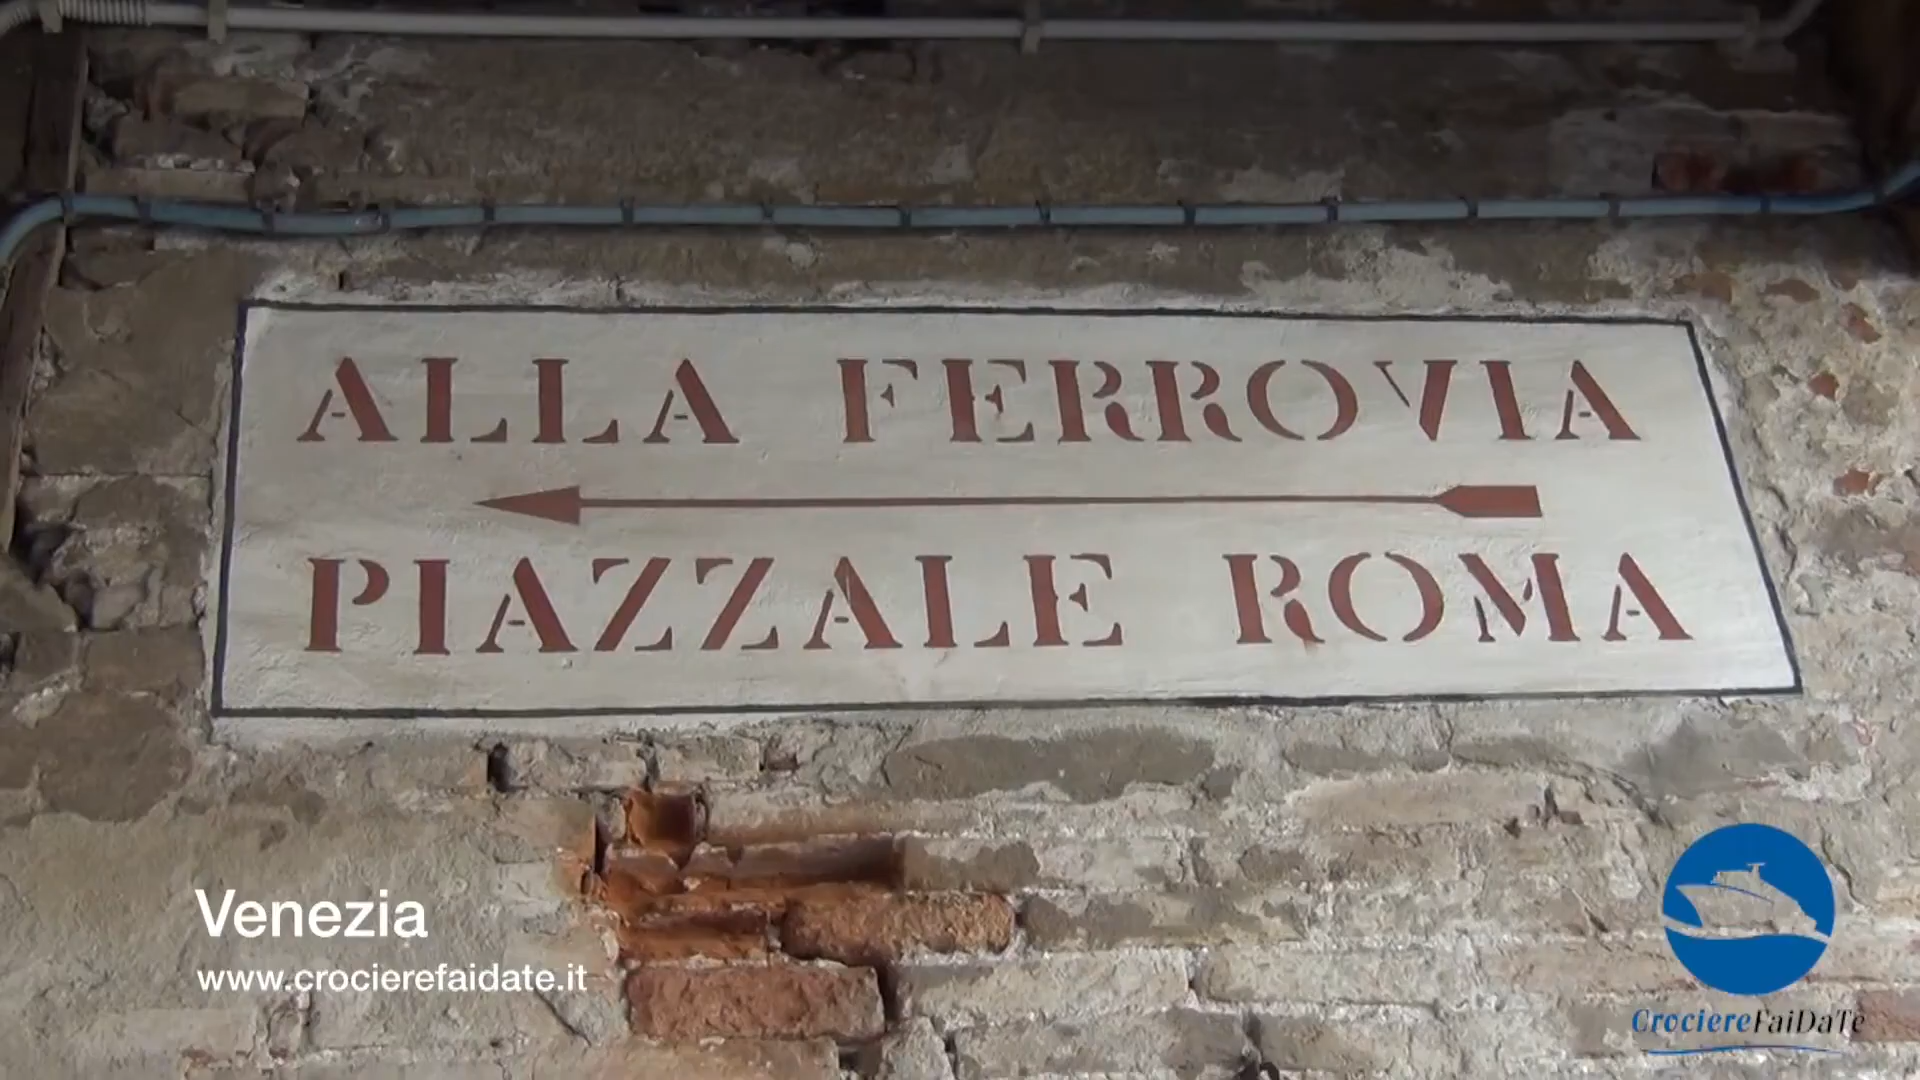 ALLA FERROVIA
PIAZZALE ROMA
Venezia
www.crocierefaidate.it
CrociereFaiDaTe